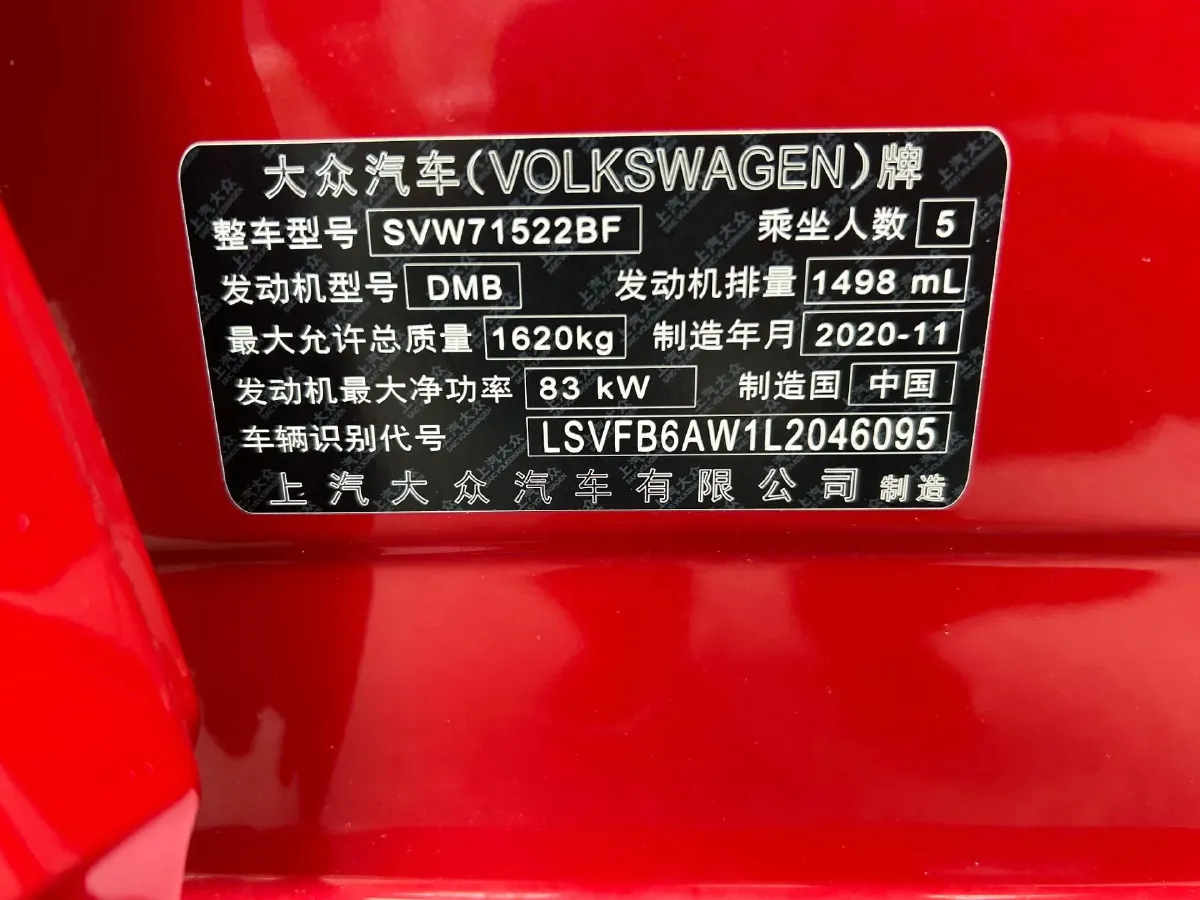 大众汽车(VOLKSWAGEN)牌
整车型号 SVW71522BF 乘坐人数 5
发动机型号 DMB 发动机排量 1498 mL
最大允许总质量 1620kg 制造年月 2020-11
发动机最大净功率 83 kW 制造国 中国
车辆识别代号 LSVFB6AW1L2046095
上汽大众汽车有限公司 制造